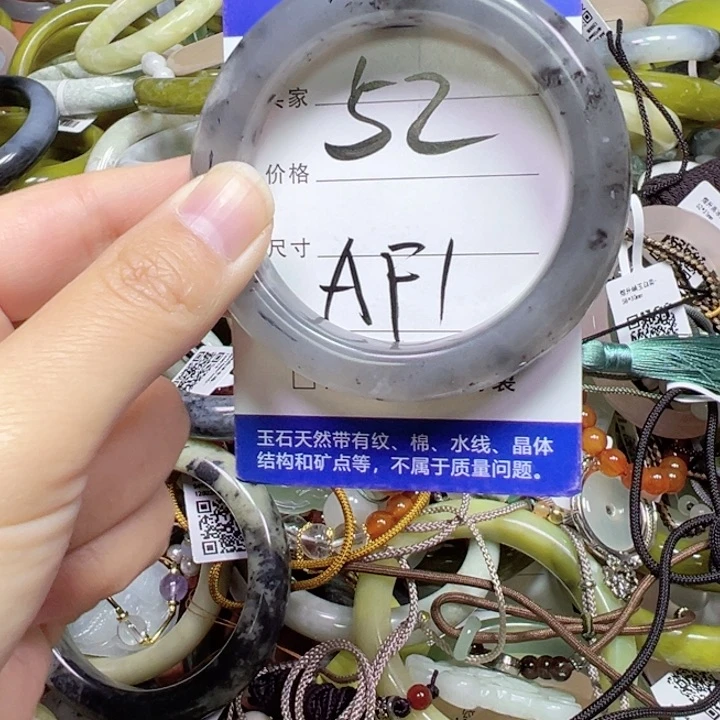 家
52
价格
尺寸
AF1
玉石天然带有纹、棉、水线、晶体
结构和矿点等，不属于质量问题。